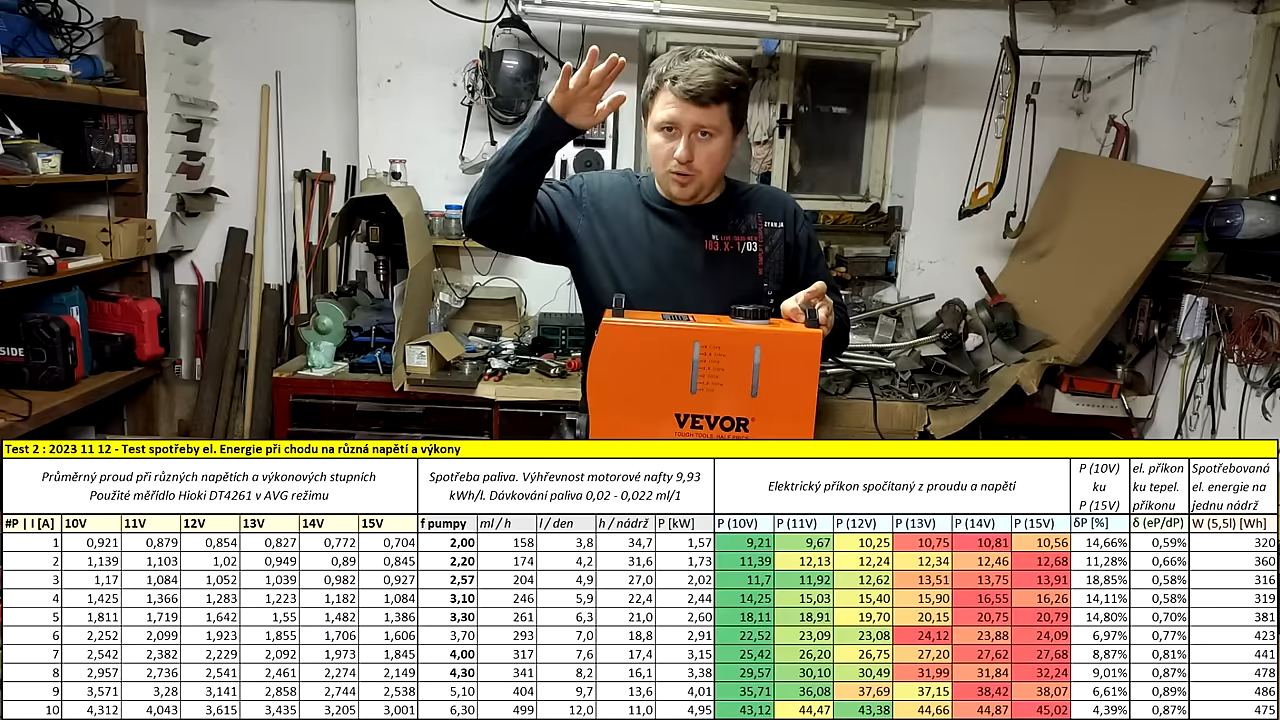 SIDE
WL LIVE
183. X- 1/03
ZYANJA
VEVOR
TOUGH TOOLS, HALF PRICE
Test 2 : 2023 11 12 - Test spotřeby el. Energie při chodu na různá napětí a výkony
Průměrný proud při různých napětích a výkonových stupních
Použité měřídlo Hioki DT4261 v AVG režimu
Spotřeba paliva. Výhřevnost motorové nafty 9,93
kWh/l. Dávkování paliva 0,02 - 0,022 ml/1
Elektrický příkon spočítaný z proudu a napětí
P (10V)
ku
P (15V)
el. příkon
ku tepel.
příkonu
Spotřebovaná
el. energie na
jednu nádrž
#P | I [A] 10V 11V 12V 13V 14V 15V f pumpy ml / h l / den h / nádrž P [kW] P (10V) P (11V) P (12V) P (13V) P (14V) P (15V) δP [%] δ (eP/dP) W (5,5l) [Wh]
1 0,921 0,879 0,854 0,827 0,772 0,704 2,00 158 3,8 34,7 1,57 9,21 9,67 10,25 10,75 10,81 10,56 14,66% 0,59% 320
2 1,139 1,103 1,02 0,949 0,89 0,845 2,20 174 4,2 31,6 1,73 11,39 12,13 12,24 12,34 12,46 12,68 11,28% 0,66% 360
3 1,17 1,084 1,052 1,039 0,982 0,927 2,57 204 4,9 27,0 2,02 11,7 11,92 12,62 13,51 13,75 13,91 18,85% 0,58% 316
4 1,425 1,366 1,283 1,223 1,182 1,084 3,10 246 5,9 22,4 2,44 14,25 15,03 15,40 15,90 16,55 16,26 14,11% 0,58% 319
5 1,811 1,719 1,642 1,55 1,482 1,386 3,30 261 6,3 21,0 2,60 18,11 18,91 19,70 20,15 20,75 20,79 14,80% 0,70% 381
6 2,252 2,099 1,923 1,855 1,706 1,606 3,70 293 7,0 18,8 2,91 22,52 23,09 23,08 24,12 23,88 24,09 6,97% 0,77% 423
7 2,542 2,382 2,229 2,092 1,973 1,845 4,00 317 7,6 17,4 3,15 25,42 26,20 26,75 27,20 27,62 27,68 8,87% 0,81% 441
8 2,957 2,736 2,541 2,461 2,274 2,149 4,30 341 8,2 16,1 3,38 29,57 30,10 30,49 31,99 31,84 32,24 9,01% 0,87% 478
9 3,571 3,28 3,141 2,858 2,744 2,538 5,10 404 9,7 13,6 4,01 35,71 36,08 37,69 37,15 38,42 38,07 6,61% 0,89% 486
10 4,312 4,043 3,615 3,435 3,205 3,001 6,30 499 12,0 11,0 4,95 43,12 44,47 43,38 44,66 44,87 45,02 4,39% 0,87% 475